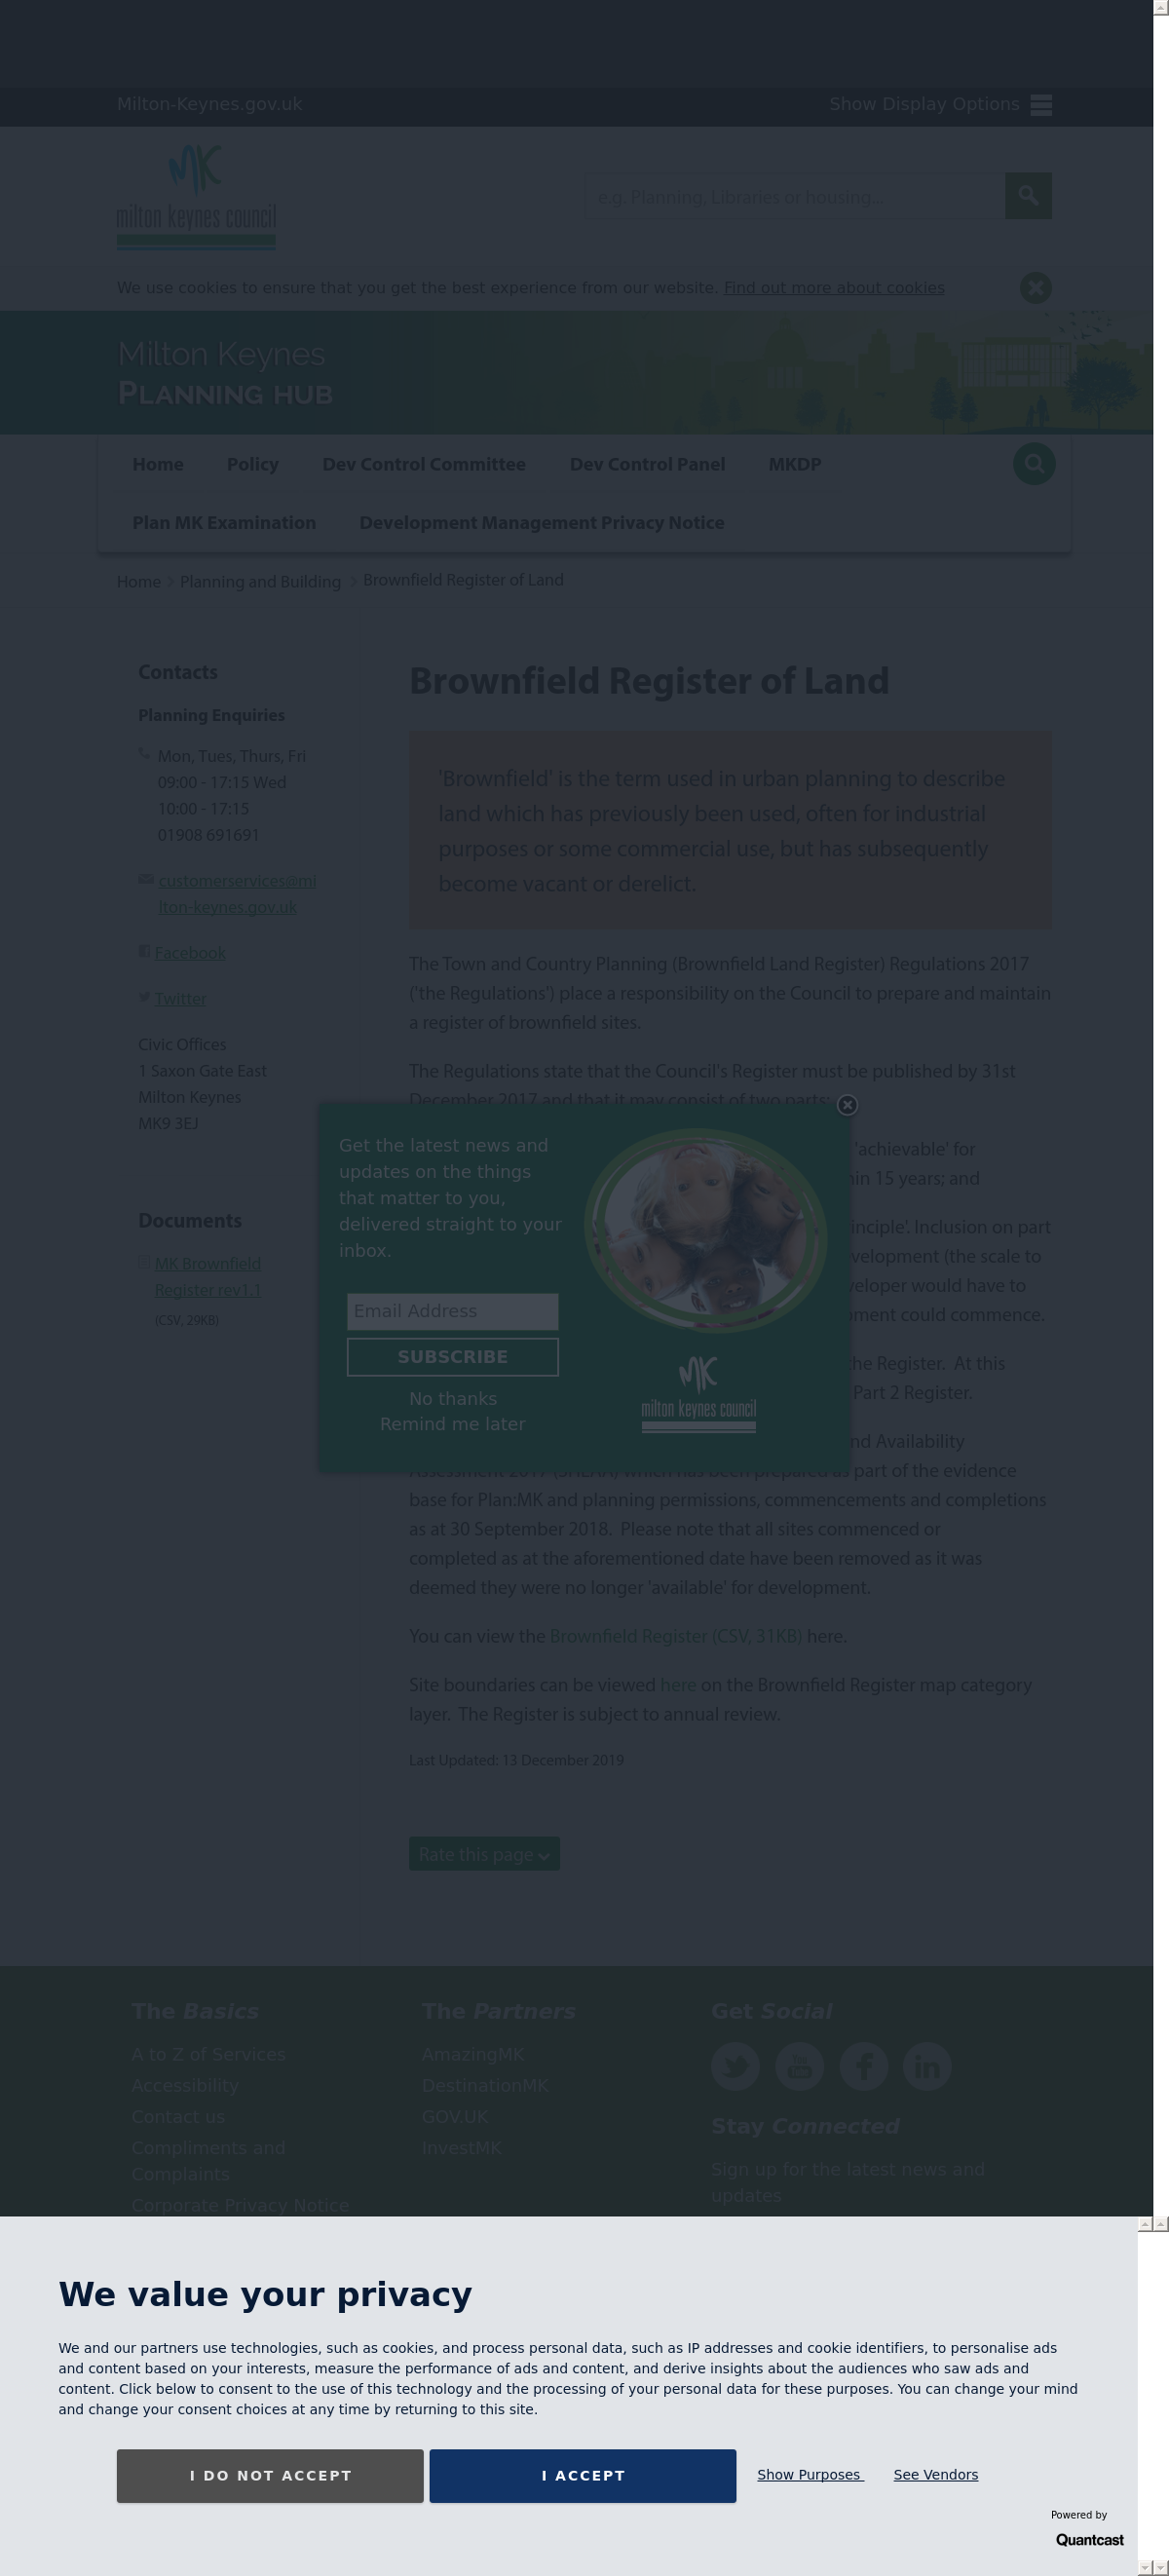 Milton-Keynes.gov.uk
Show Display Options
MK
milton keynes council
e.g. Planning, Libraries or housing...
We use cookies to ensure that you get the best experience from our website. Find out more about cookies
Milton Keynes
PLANNING HUB
Home Policy Dev Control Committee Dev Control Panel MKDP
Plan MK Examination Development Management Privacy Notice
Home Planning and Building Brownfield Register of Land
Contacts
Planning Enquiries
Mon, Tues, Thurs, Fri
09:00 - 17:15 Wed
10:00 - 17:15
01908 691691
customerservices@mi
lton-keynes.gov.uk
Facebook
Twitter
Civic Offices
1 Saxon Gate East
Milton Keynes
MK9 3EJ
Documents
MK Brownfield
Register rev1.1
(CSV, 29KB)
Brownfield Register of Land
'Brownfield' is the term used in urban planning to describe
land which has previously been used, often for industrial
purposes or some commercial use, but has subsequently
become vacant or derelict.
The Town and Country Planning (Brownfield Land Register) Regulations 2017
('the Regulations') place a responsibility on the Council to prepare and maintain
a register of brownfield sites.
The Regulations state that the Council's Register must be published by 31st
December 2017 and that it may consist of two parts:
'achievable' for
15 years; and
Inclusion on part
(the scale to
would have to
could commence.
the Register. At this
Part 2 Register.
Availability
Assessment 2017 (SHLAA) which has been prepared as part of the evidence
base for Plan:MK and planning permissions, commencements and completions
as at 30 September 2018. Please note that all sites commenced or
completed as at the aforementioned date have been removed as it was
deemed they were no longer 'available' for development.
You can view the Brownfield Register (CSV, 31KB) here.
Site boundaries can be viewed here on the Brownfield Register map category
layer. The Register is subject to annual review.
Last Updated: 13 December 2019
Rate this page
Get the latest news and
updates on the things
that matter to you,
delivered straight to your
inbox.
Email Address
SUBSCRIBE
No thanks
Remind me later
MK
milton keynes council
The Basics
A to Z of Services
Accessibility
Contact us
Compliments and
Complaints
Corporate Privacy Notice
The Partners
AmazingMK
DestinationMK
GOV.UK
InvestMK
Get Social
You
Tube
f
in
Stay Connected
Sign up for the latest news and
updates
We value your privacy
We and our partners use technologies, such as cookies, and process personal data, such as IP addresses and cookie identifiers, to personalise ads
and content based on your interests, measure the performance of ads and content, and derive insights about the audiences who saw ads and
content. Click below to consent to the use of this technology and the processing of your personal data for these purposes. You can change your mind
and change your consent choices at any time by returning to this site.
I DO NOT ACCEPT
I ACCEPT
Show Purposes
See Vendors
Powered by
Quantcast